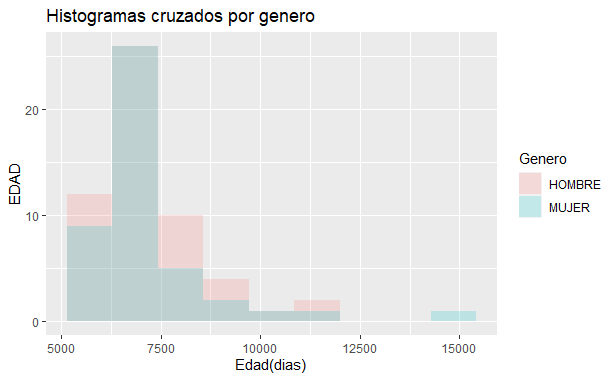 Histogramas cruzados por genero
EDAD
20
10
0
5000
7500
10000
12500
15000
Edad(dias)
Genero
HOMBRE
MUJER